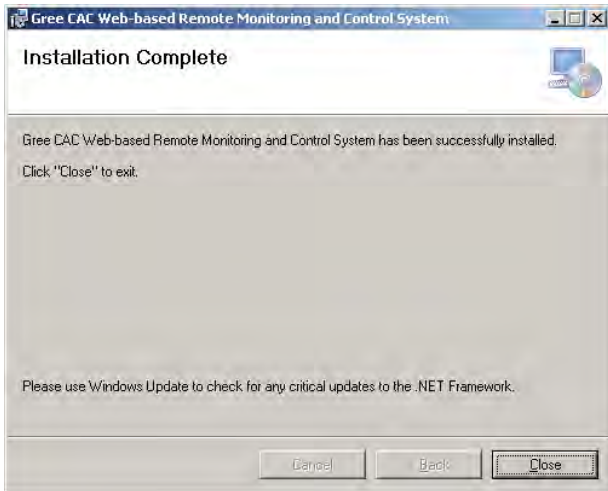 Gree CAC Web-based Remote Monitoring and Control System
Installation Complete
Gree CAC Web-based Remote Monitoring and Control System has been successfully installed.
Click "Close" to exit.
Please use Windows Update to check for any critical updates to the .NET Framework.
Cancel
Back
Close